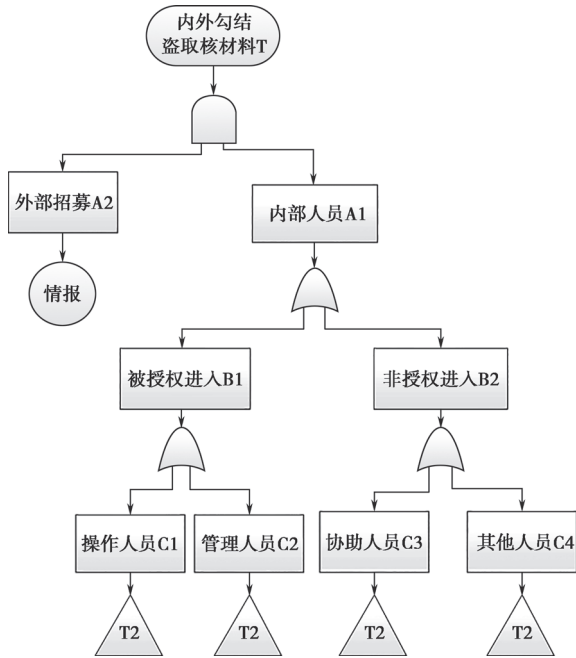 内外勾结
盗取核材料T
外部招募A2
内部人员A1
情报
被授权进入B1
非授权进入B2
操作人员C1
管理人员C2
协助人员C3
其他人员C4
T2
T2
T2
T2